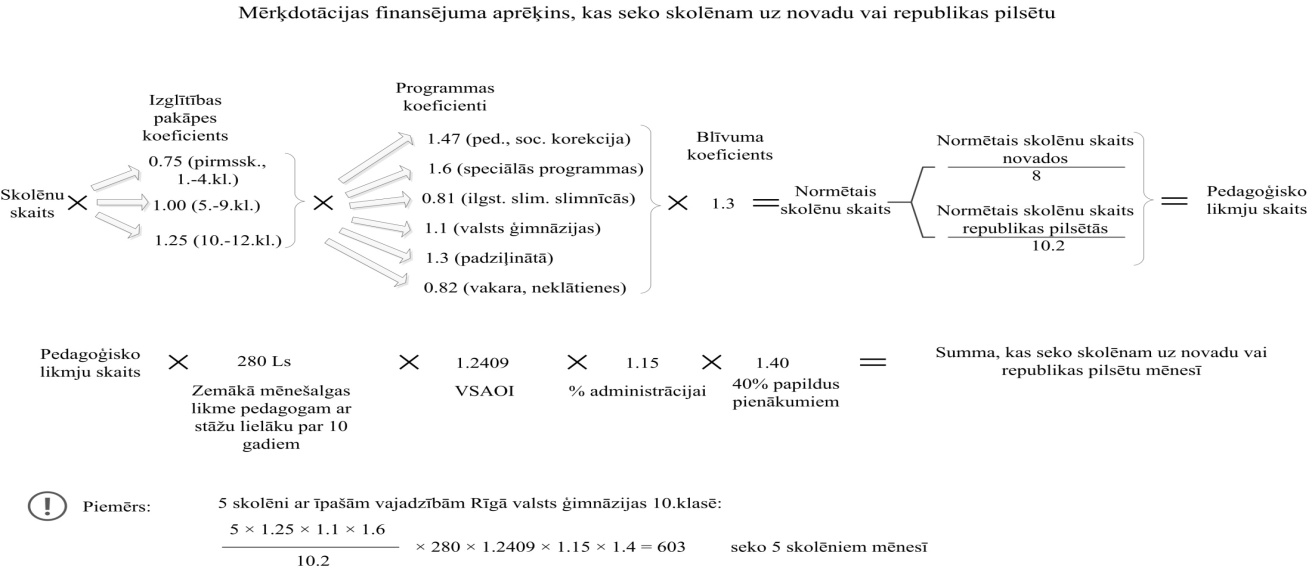 Mērķdotācijas finansējuma aprēķins, kas seko skolēnam uz novadu vai republikas pilsētu
Skolēnu
skaits
×
Izglītības
pakāpes
koeficients
0.75 (pirmssk.,
1.-4.kl.)
1.00 (5.-9.kl.)
1.25 (10.-12.kl.)
×
Programmas
koeficienti
1.47 (ped., soc. korekcija)
1.6 (speciālās programmas)
0.81 (ilgst. slim. slimnīcās)
1.1 (valsts ģimnāzijas)
1.3 (padziļinātā)
0.82 (vakara, neklātienes)
×
Blīvuma
koeficients
1.3
=
Normētais
skolēnu skaits
Normētais skolēnu skaits
novados
8
Normētais skolēnu skaits
republikas pilsētās
10.2
=
Pedagoģisko
likmju skaits
Pedagoģisko
likmju skaits
×
280 Ls
Zemākā mēnešalgas
likme pedagogam ar
stāžu lielāku par 10
gadiem
×
1.2409
VSAOI
×
1.15
% administrācijai
×
1.40
40% papildus
pienākumiem
=
Summa, kas seko skolēnam uz novadu vai
republikas pilsētu mēnesī
! Piemērs:
5 skolēni ar īpašām vajadzībām Rīgā valsts ģimnāzijas 10.klasē:
5 × 1.25 × 1.1 × 1.6
10.2
× 280 × 1.2409 × 1.15 × 1.4 = 603 seko 5 skolēniem mēnesī